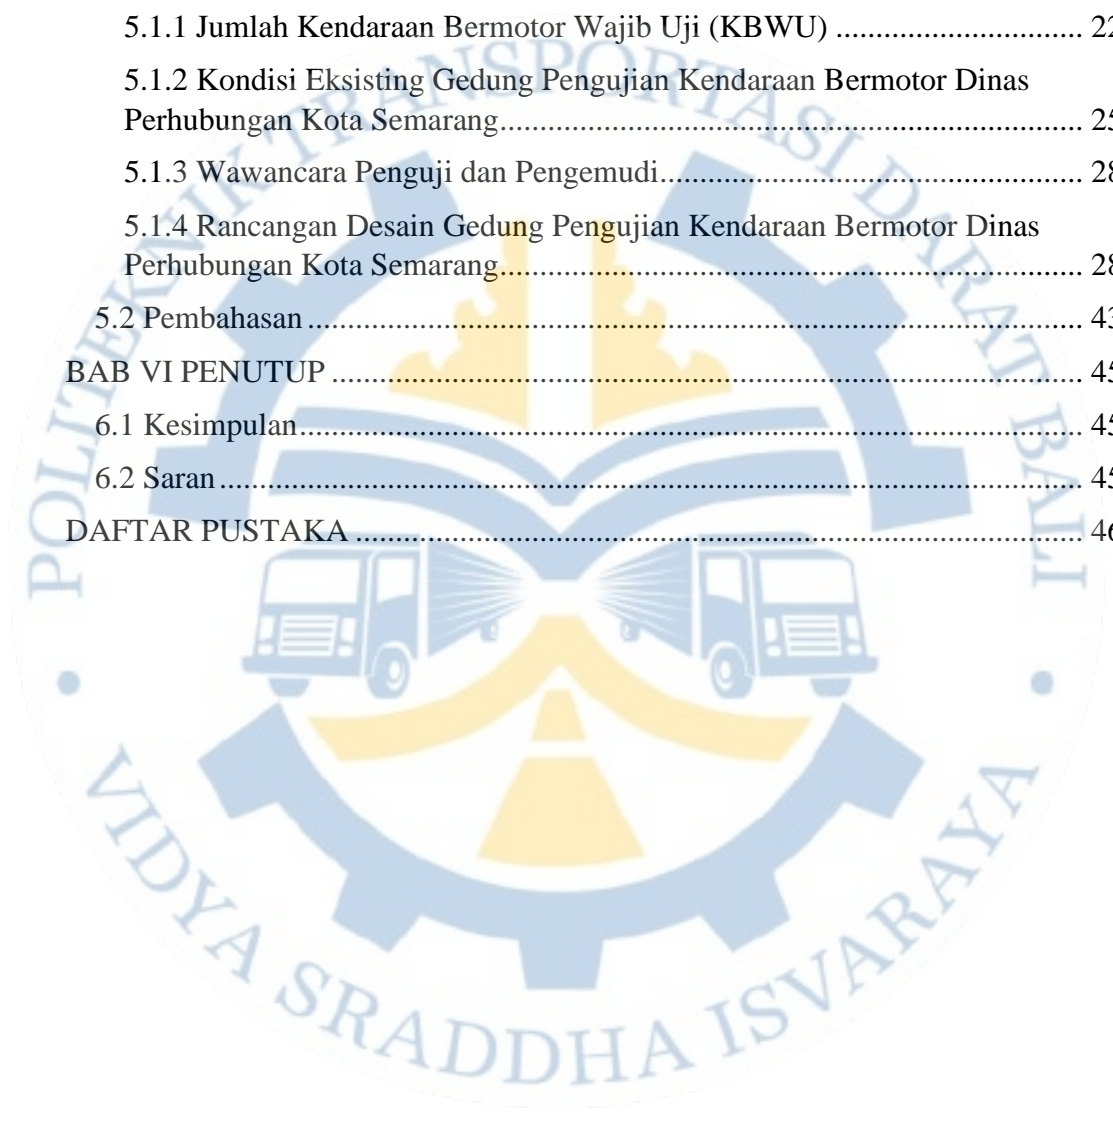 5.1.1 Jumlah Kendaraan Bermotor Wajib Uji (KBWU) ............................... 22
5.1.2 Kondisi Eksisting Gedung Pengujian Kendaraan Bermotor Dinas
Perhubungan Kota Semarang......................................................................... 25
5.1.3 Wawancara Penguji dan Pengemudi.................................................... 28
5.1.4 Rancangan Desain Gedung Pengujian Kendaraan Bermotor Dinas
Perhubungan Kota Semarang......................................................................... 28
5.2 Pembahasan ................................................................................................. 43
BAB VI PENUTUP .............................................................................................. 45
6.1 Kesimpulan.................................................................................................. 45
6.2 Saran ............................................................................................................ 45
DAFTAR PUSTAKA ........................................................................................... 46
POLITEKNIK TRANSPORTASI DARAT BALI
VIDYA SRADDHA ISVARAYA